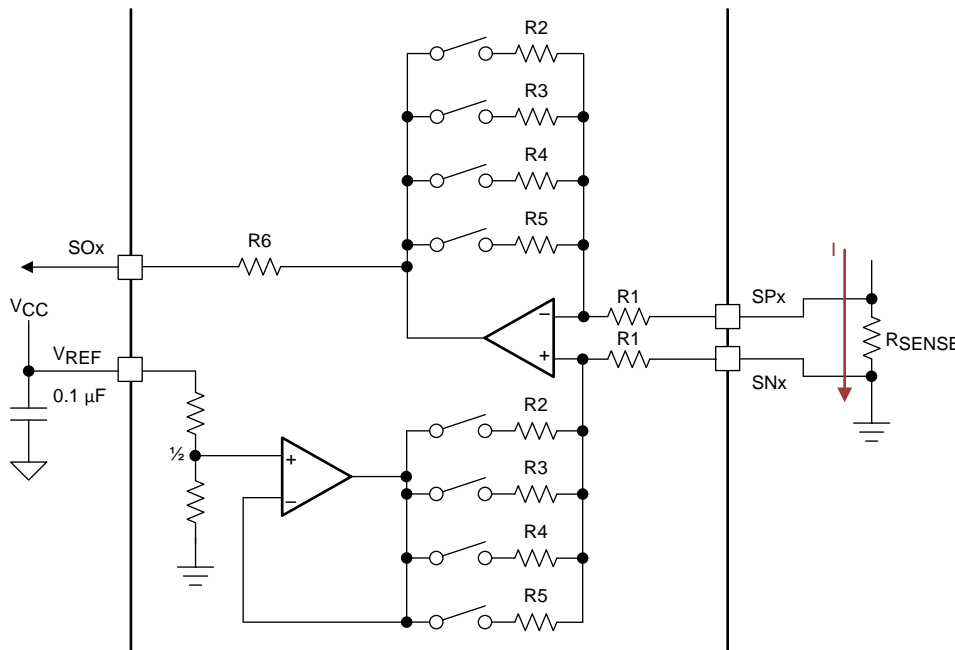 R2
R3
R4
R5
SOx
R6
I
VCC
VREF
0.1 µF
R1
SPx
R1
SNx
RSENSE
½
−
+
+
−
R2
R3
R4
R5